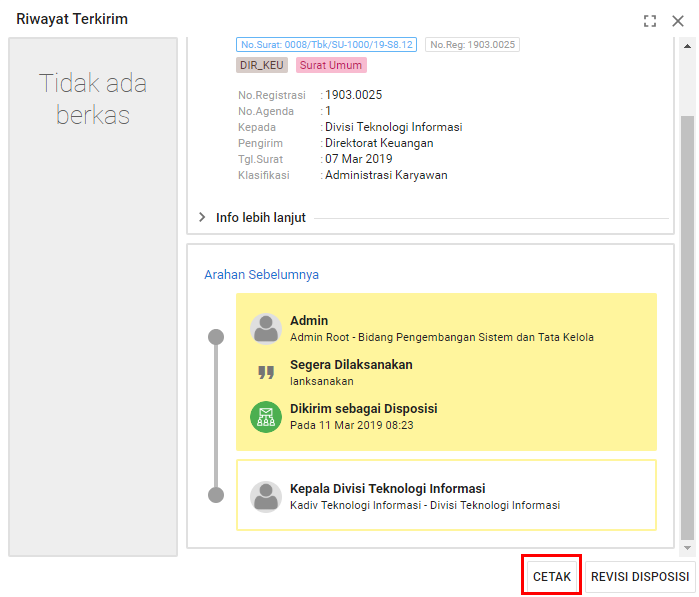 Riwayat Terkirim
Tidak ada
berkas
No.Surat: 0008/Tbk/SU-1000/19-S8.12
No.Reg: 1903.0025
DIR_KEU
Surat Umum
No.Registrasi : 1903.0025
No.Agenda : 1
Kepada : Divisi Teknologi Informasi
Pengirim : Direktorat Keuangan
Tgl.Surat : 07 Mar 2019
Klasifikasi : Administrasi Karyawan
Info lebih lanjut
Arahan Sebelumnya
Admin
Admin Root - Bidang Pengembangan Sistem dan Tata Kelola
Segera Dilaksanakan
lanksanakan
Dikirim sebagai Disposisi
Pada 11 Mar 2019 08:23
Kepala Divisi Teknologi Informasi
Kadiv Teknologi Informasi - Divisi Teknologi Informasi
CETAK
REVISI DISPOSISI